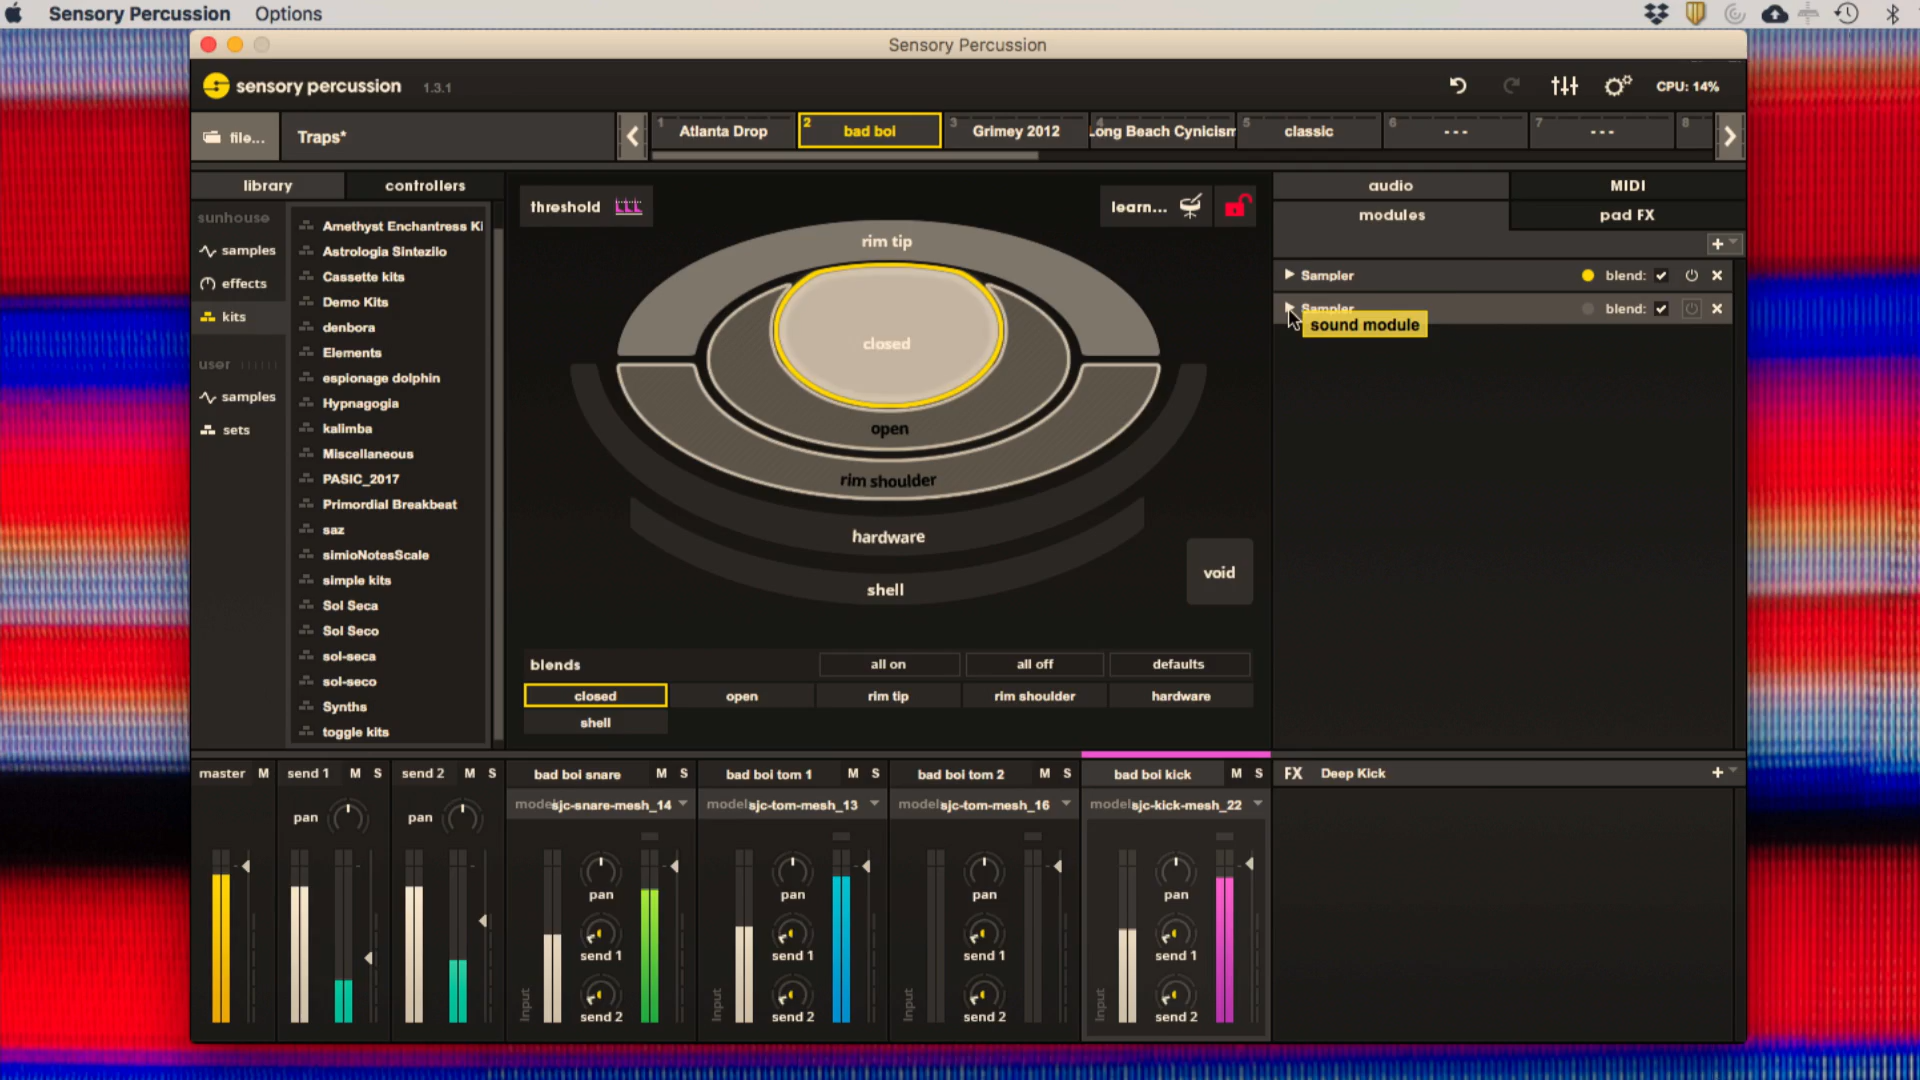 Sensory Percussion Options
Sensory Percussion
sensory percussion 1.3.1
CPU: 14%
file...
Traps*
1 Atlanta Drop
2 bad boi
3 Grimey 2012
4 Long Beach Cynicism
5 classic
6 ---
7 ---
8
library
controllers
sunhouse
samples
effects
kits
user
samples
sets
Amethyst Enchantress Ki
Astrologia Sintezilo
Cassette kits
Demo Kits
denbora
Elements
espionage dolphin
Hypnagogia
kalimba
Miscellaneous
PASIC_2017
Primordial Breakbeat
saz
simioNotesScale
simple kits
Sol Seca
Sol Seco
sol-seca
sol-seco
Synths
toggle kits
threshold
learn...
rim tip
closed
open
rim shoulder
hardware
shell
void
blends
all on
all off
defaults
closed
open
rim tip
rim shoulder
hardware
shell
audio
MIDI
modules
pad FX
Sampler blend:
Sampler blend:
sound module
master M
send 1 M S
pan
send 2 M S
pan
bad boi snare M S
model sjc-snare-mesh_14
pan
send 1
send 2
Input
bad boi tom 1 M S
model sjc-tom-mesh_13
pan
send 1
send 2
Input
bad boi tom 2 M S
model sjc-tom-mesh_16
pan
send 1
send 2
Input
bad boi kick M S
model sjc-kick-mesh_22
pan
send 1
send 2
Input
FX Deep Kick